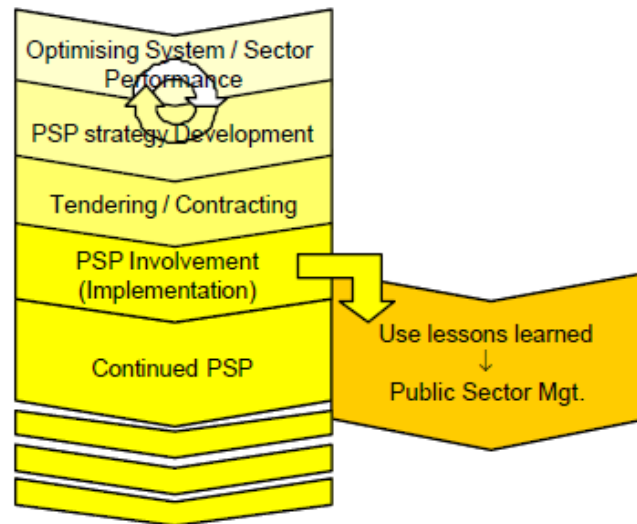 Optimising System / Sector
Performance
PSP strategy Development
Tendering / Contracting
PSP Involvement
(Implementation)
Continued PSP
Use lessons learned
↓
Public Sector Mgt.